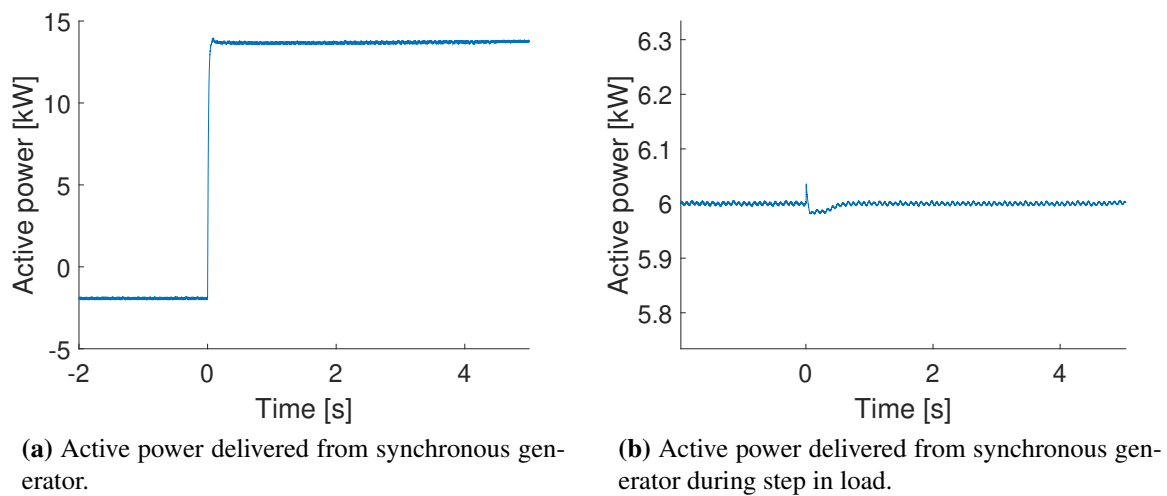 15
10
5
0
-5
Active power [kW]
-2
0
2
4
Time [s]
(a) Active power delivered from synchronous gen-
erator.
6.3
6.2
6.1
6
5.9
5.8
Active power [kW]
0
2
4
Time [s]
(b) Active power delivered from synchronous gen-
erator during step in load.